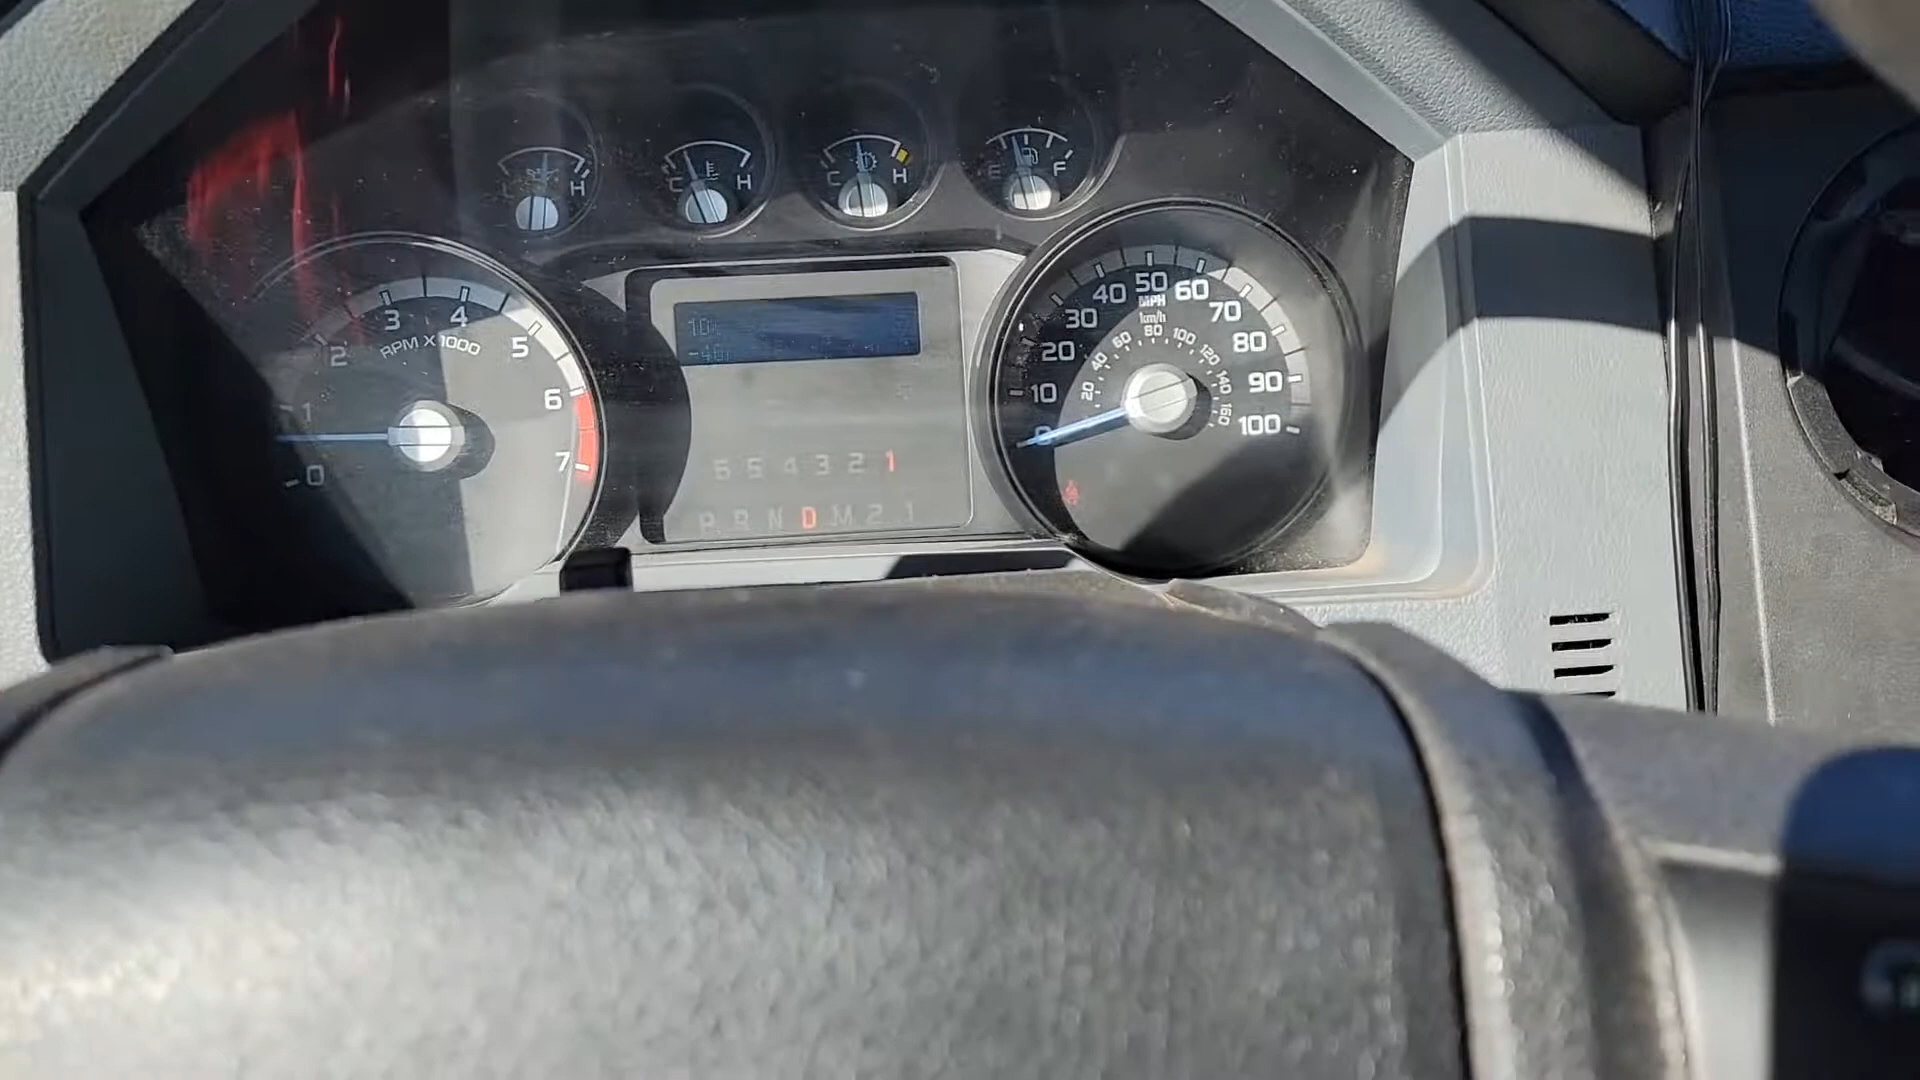 L H
C H
C H
E F
0 1 2 3 4 5 6 7
RPM X 1000
6 5 4 3 2 1
P R N D M 2 1
0 10 20 30 40 50 60 70 80 90 100
MPH
km/h
20 40 60 80 100 120 140 160